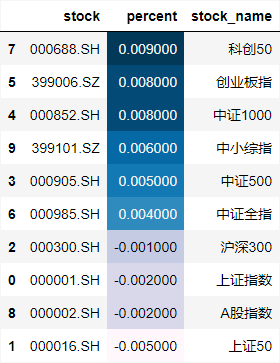 stock percent stock_name
7 000688.SH 0.009000 科创50
5 399006.SZ 0.008000 创业板指
4 000852.SH 0.008000 中证1000
9 399101.SZ 0.006000 中小综指
3 000905.SH 0.005000 中证500
6 000985.SH 0.004000 中证全指
2 000300.SH -0.001000 沪深300
0 000001.SH -0.002000 上证指数
8 000002.SH -0.002000 A股指数
1 000016.SH -0.005000 上证50